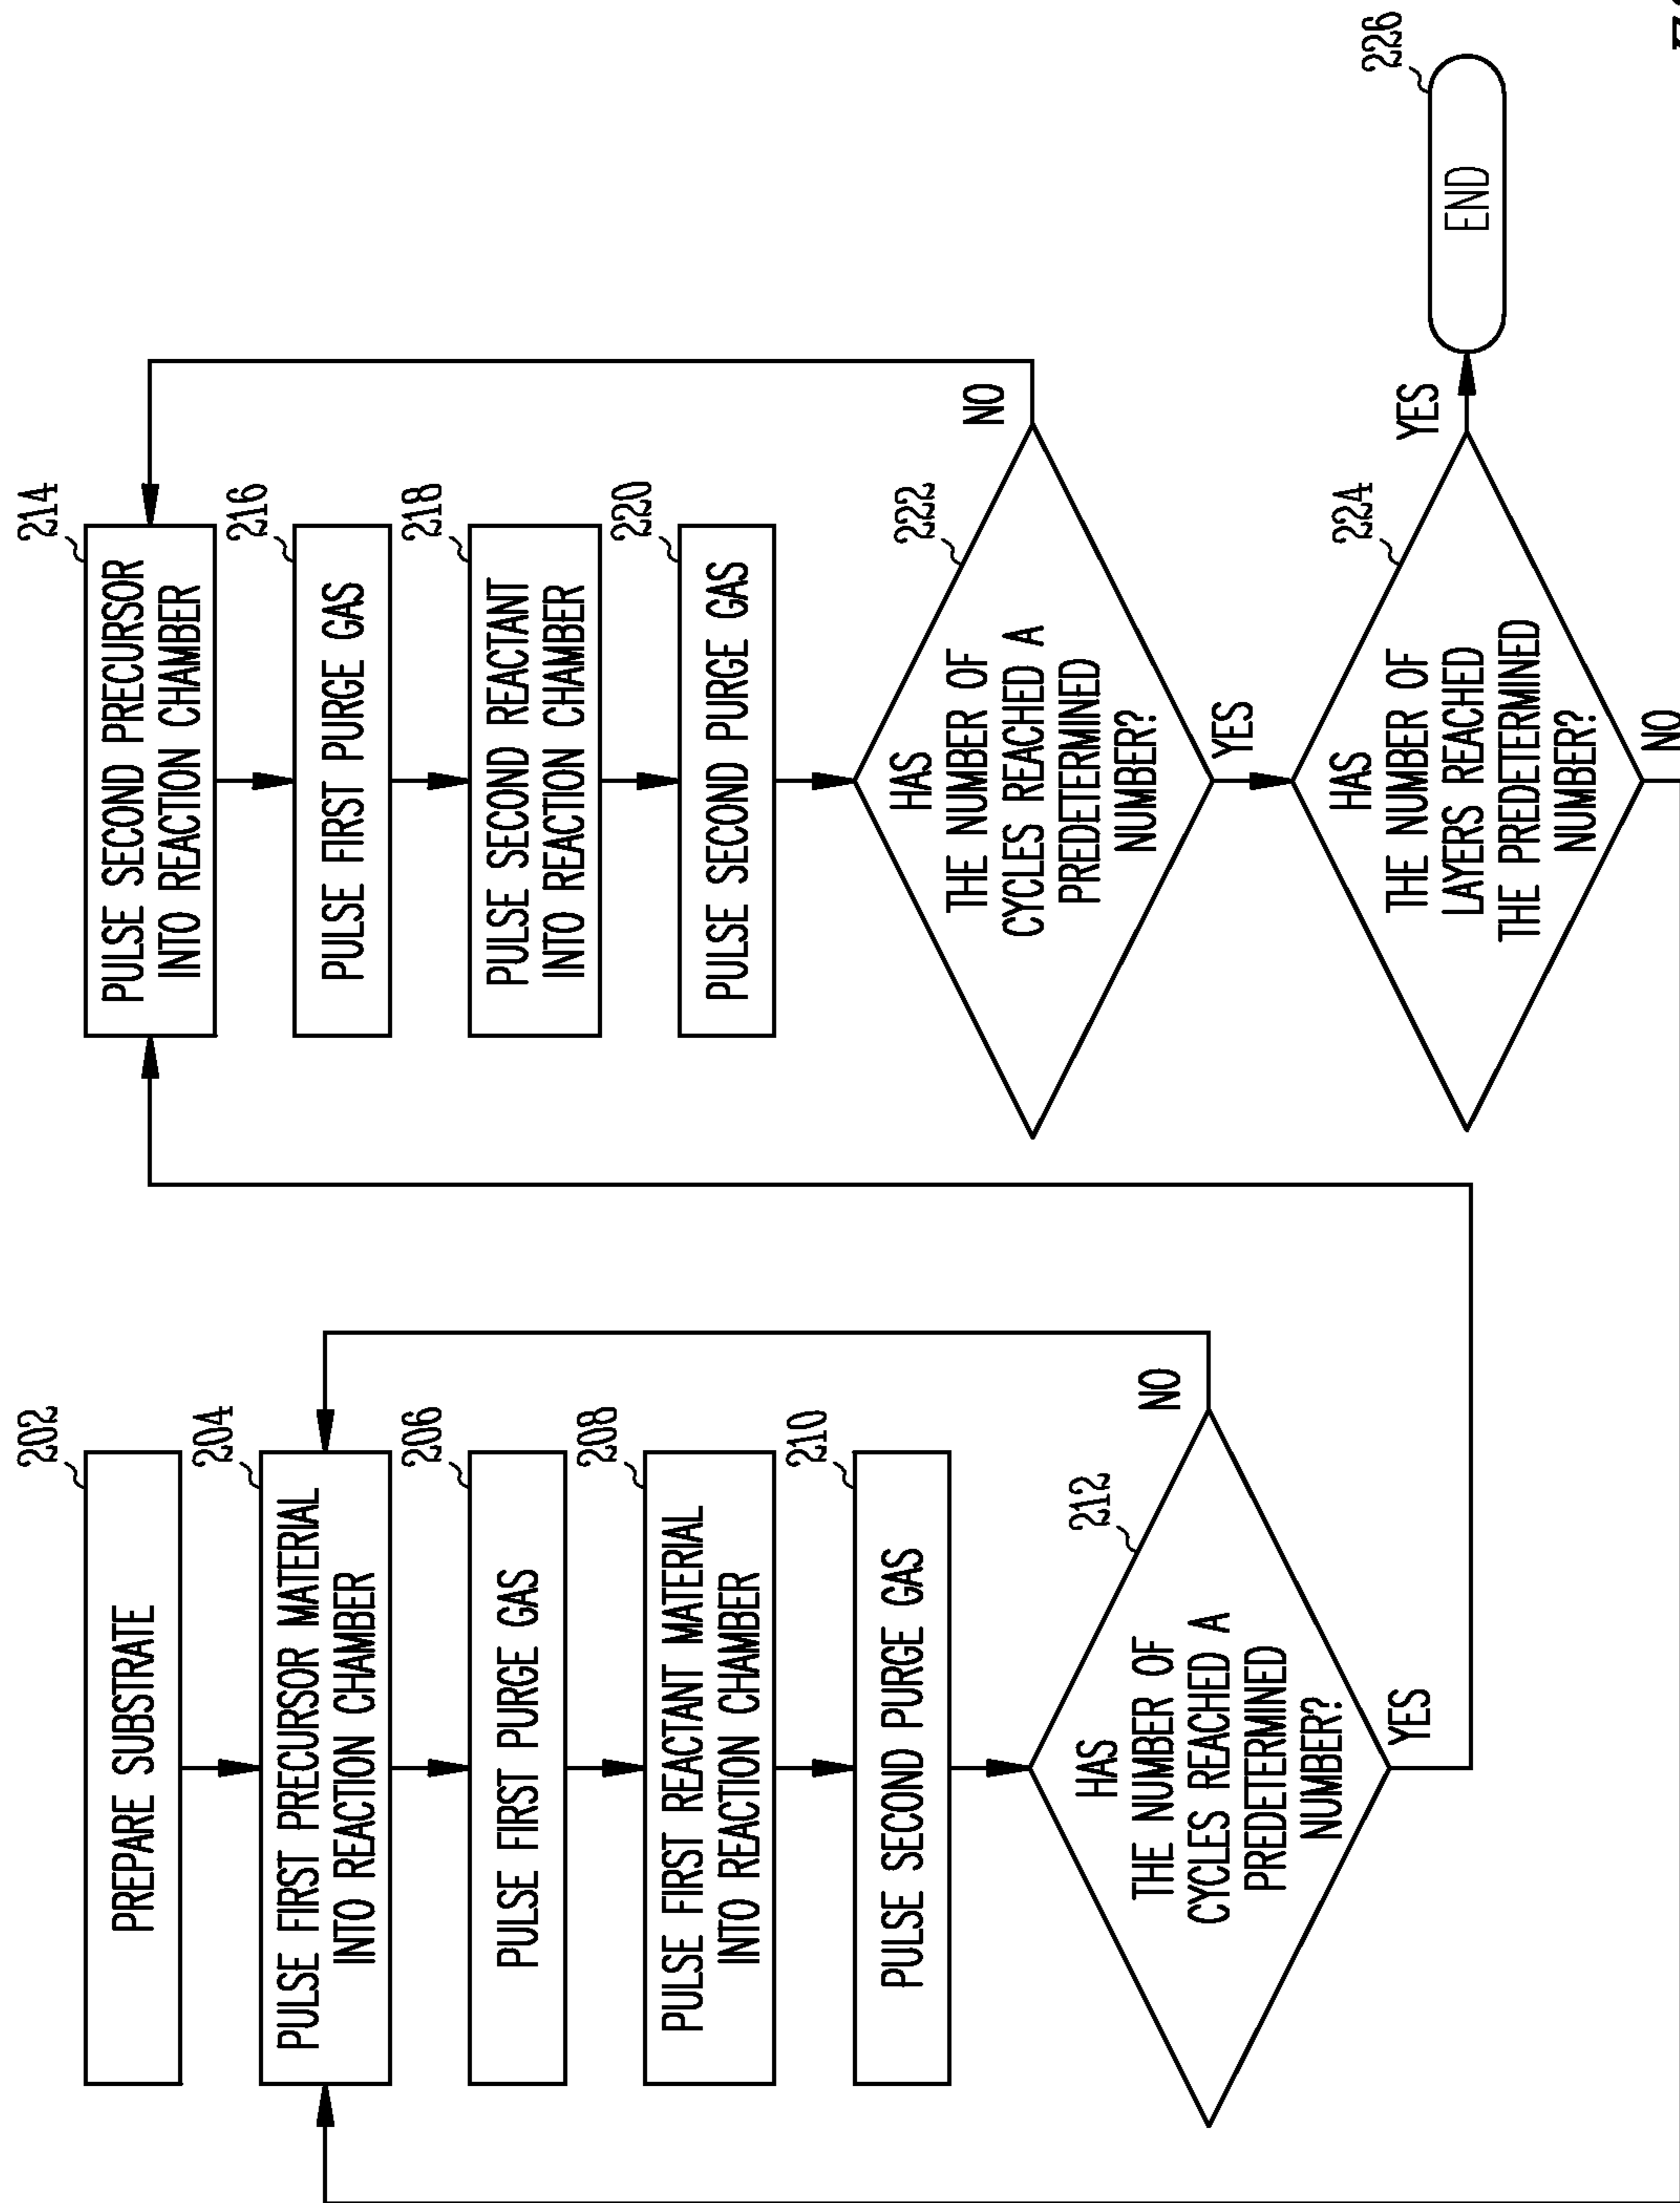 202
PREPARE SUBSTRATE
204
PULSE FIRST PRECURSOR MATERIAL
INTO REACTION CHAMBER
206
PULSE FIRST PURGE GAS
208
PULSE FIRST REACTANT MATERIAL
INTO REACTION CHAMBER
210
PULSE SECOND PURGE GAS
212
HAS
THE NUMBER OF
CYCLES REACHED A
PREDETERMINED
NUMBER?
NO
YES
214
PULSE SECOND PRECURSOR
INTO REACTION CHAMBER
216
PULSE FIRST PURGE GAS
218
PULSE SECOND REACTANT
INTO REACTION CHAMBER
220
PULSE SECOND PURGE GAS
222
HAS
THE NUMBER OF
CYCLES REACHED A
PREDETERMINED
NUMBER?
NO
YES
224
HAS
THE NUMBER OF
LAYERS REACHED
THE PREDETERMINED
NUMBER?
YES
NO
226
END